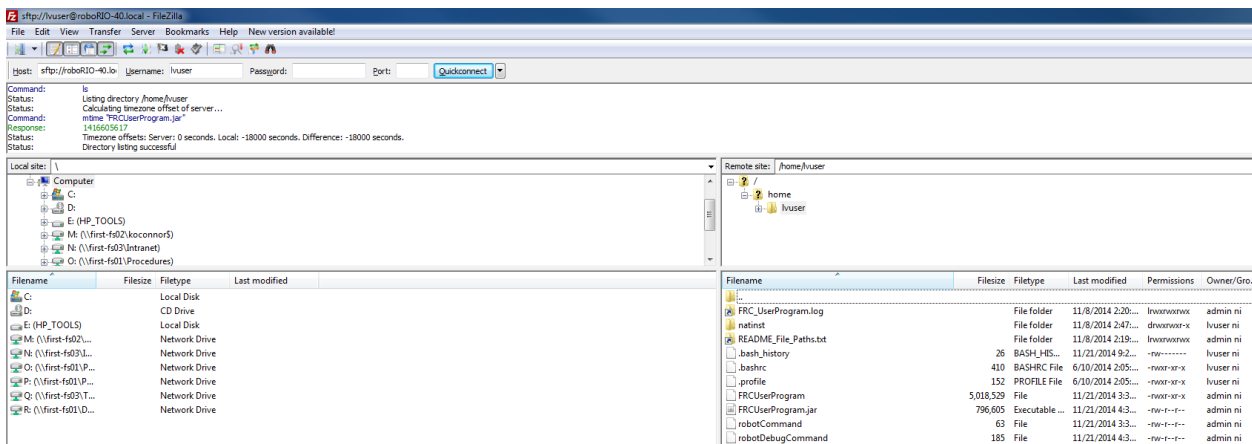 sftp://lvuser@roboRIO-40.local - FileZilla
File Edit View Transfer Server Bookmarks Help New version available!
Host: sftp://roboRIO-40.lo Username: lvuser Password: Port: Quickconnect
Command: ls
Status: Listing directory /home/lvuser
Status: Calculating timezone offset of server...
Command: mtime "FRCUserProgram.jar"
Response: 1416605617
Status: Timezone offsets: Server: 0 seconds. Local: -18000 seconds. Difference: -18000 seconds.
Status: Directory listing successful
Local site: \
Computer
C:
D:
E: (HP_TOOLS)
M: (\\first-fs02\koconnor$)
N: (\\first-fs03\Intranet)
O: (\\first-fs01\Procedures)
Filename Filesize Filetype Last modified
C: Local Disk
D: CD Drive
E: (HP_TOOLS) Local Disk
M: (\\first-fs02\... Network Drive
N: (\\first-fs03\I... Network Drive
O: (\\first-fs01\P... Network Drive
P: (\\first-fs01\P... Network Drive
Q: (\\first-fs03\T... Network Drive
R: (\\first-fs01\D... Network Drive
Remote site: /home/lvuser
/
home
lvuser
Filename Filesize Filetype Last modified Permissions Owner/Gro...
..
FRC_UserProgram.log File folder 11/8/2014 2:20:... lrwxrwxrwx admin ni
natinst File folder 11/8/2014 2:47:... drwxrwxr-x lvuser ni
README_File_Paths.txt File folder 11/8/2014 2:19:... lrwxrwxrwx admin ni
.bash_history 26 BASH_HIS... 11/21/2014 9:2... -rw------- lvuser ni
.bashrc 410 BASHRC File 6/10/2014 2:05:... -rwxr-xr-x lvuser ni
.profile 152 PROFILE File 6/10/2014 2:05:... -rwxr-xr-x lvuser ni
FRCUserProgram 5,018,529 File 11/21/2014 3:3... -rwxr-xr-x admin ni
FRCUserProgram.jar 796,605 Executable ... 11/21/2014 4:3... -rw-r--r-- admin ni
robotCommand 63 File 11/21/2014 3:3... -rw-r--r-- admin ni
robotDebugCommand 185 File 11/21/2014 4:3... -rw-r--r-- admin ni